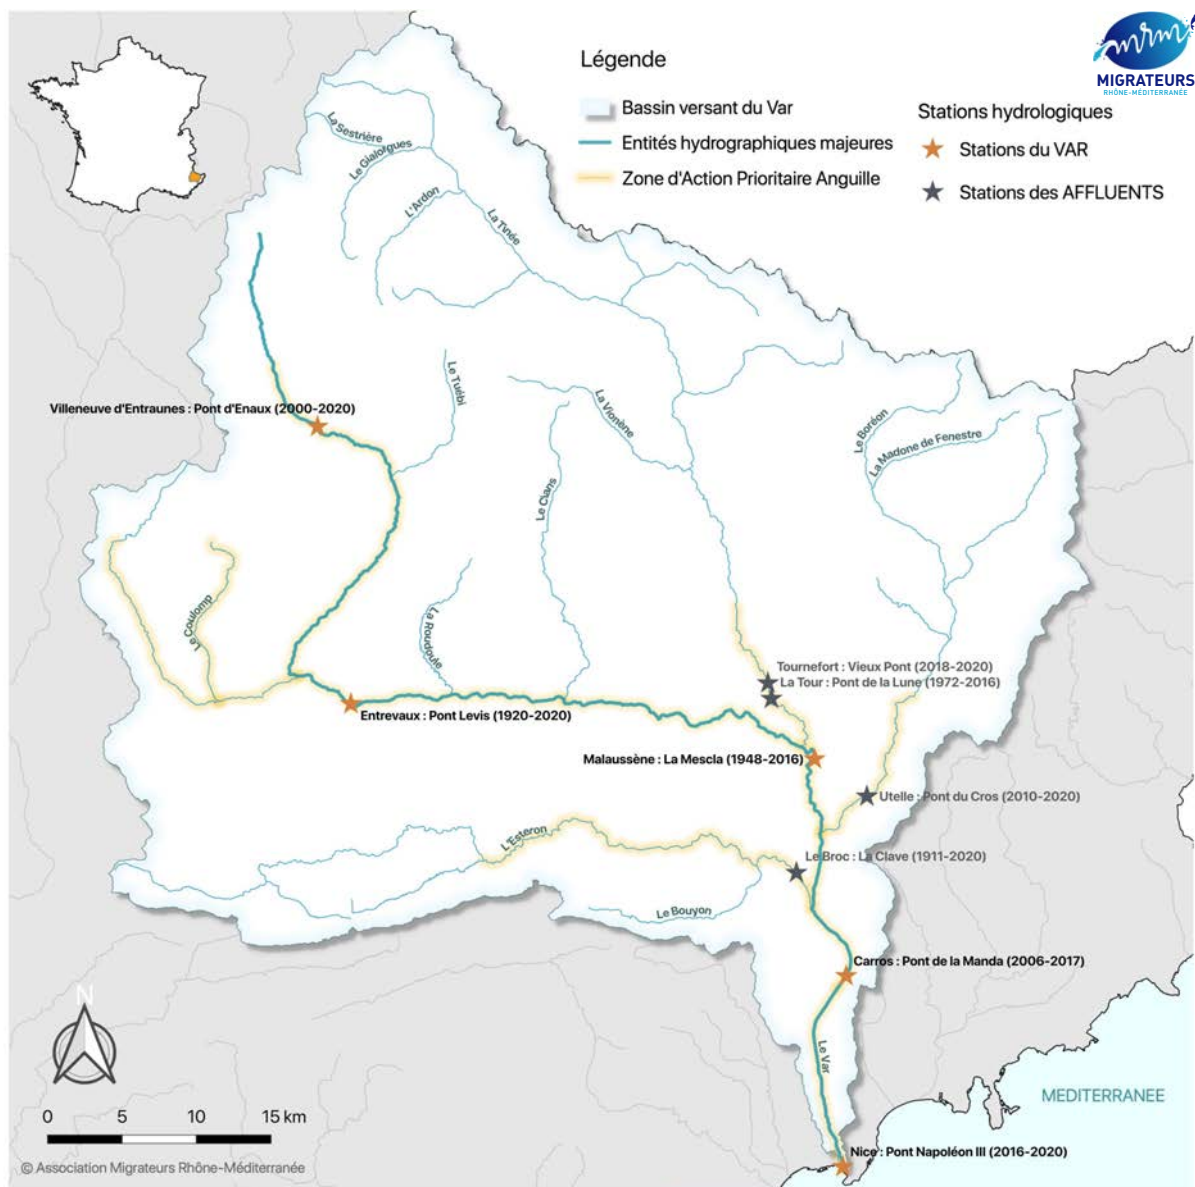 mrm
MIGRATEURS
RHÔNE-MÉDITERRANÉE
Légende
Bassin versant du Var
Entités hydrographiques majeures
Zone d'Action Prioritaire Anguille
Stations hydrologiques
Stations du VAR
Stations des AFFLUENTS
La Sestrière
Le Gialorgues
L'Ardon
La Tinée
Le Tuébi
La Vionène
Le Boréon
La Madone de Fenestre
Villeneuve d'Entraunes : Pont d'Enaux (2000-2020)
Le Cians
Le Coulomp
La Roudoule
Tournefort : Vieux Pont (2018-2020)
La Tour : Pont de la Lune (1972-2016)
Entrevaux : Pont Levis (1920-2020)
Malaussène : La Mescla (1948-2016)
Utelle : Pont du Cros (2010-2020)
L'Esteron
Le Broc : La Clave (1911-2020)
Le Bouyon
Carros : Pont de la Manda (2006-2017)
N
Le Var
MEDITERRANEE
0 5 10 15 km
Nice : Pont Napoléon III (2016-2020)
© Association Migrateurs Rhône-Méditerranée